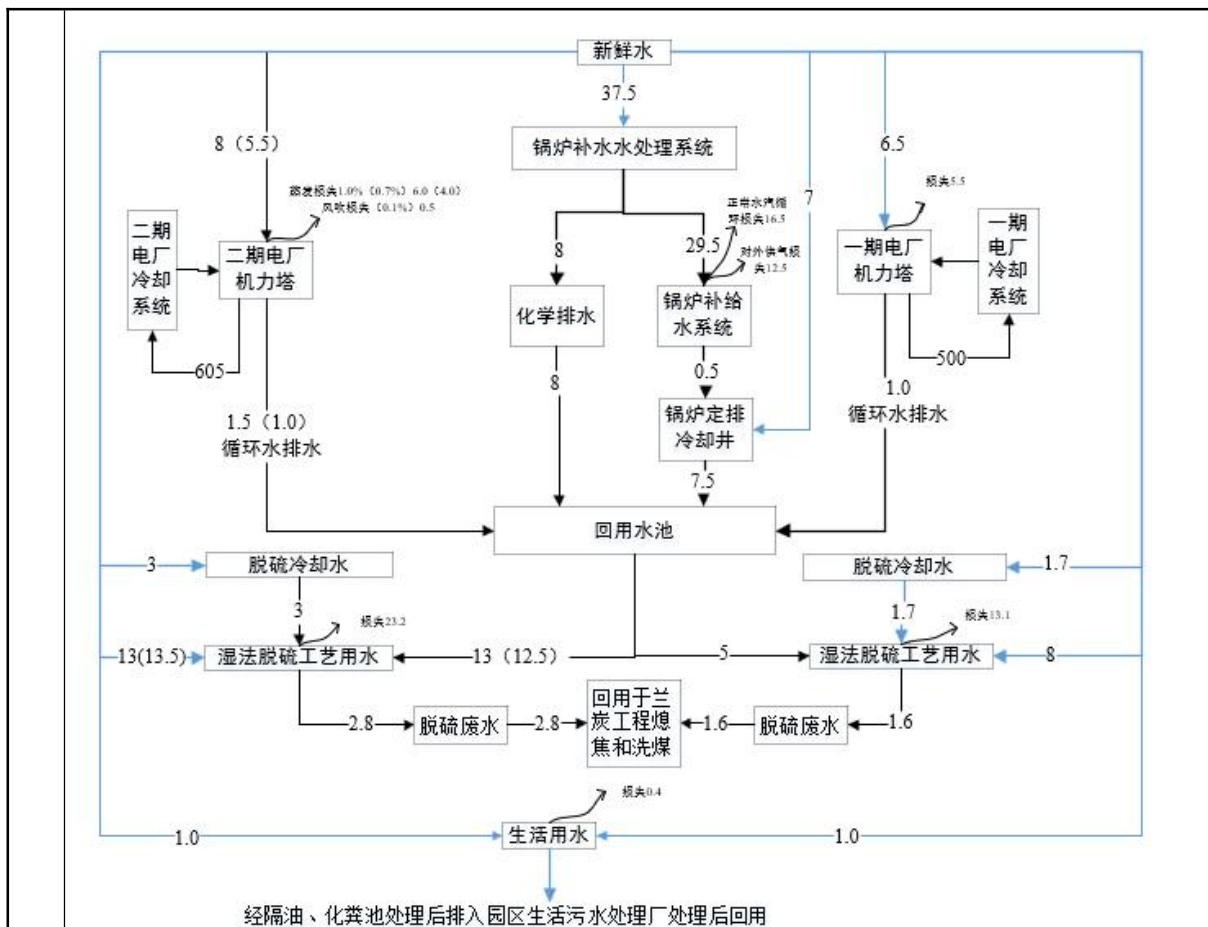 新鲜水
37.5
8（5.5）
锅炉补水水处理系统
6.5
7
蒸发损失1.0%（0.7%）6.0（4.0）
风吹损失（0.1%）0.5
正常水汽循
环损失16.5
损失5.5
二期
电厂
冷却
系统
二期电厂
机力塔
8
29.5
对外供气损
失12.5
一期电厂
机力塔
一期
电厂
冷却
系统
化学排水
锅炉补给
水系统
605
500
8
0.5
1.0
循环水排水
1.5（1.0）
循环水排水
锅炉定排
冷却井
7.5
回用水池
3
脱硫冷却水
脱硫冷却水
1.7
3
损失23.2
1.7
损失13.1
13(13.5)
湿法脱硫工艺用水
13（12.5）
5
湿法脱硫工艺用水
8
回用于兰
炭工程熄
焦和洗煤
2.8
脱硫废水
2.8
1.6
脱硫废水
1.6
损失0.4
1.0
生活用水
1.0
经隔油、化粪池处理后排入园区生活污水处理厂处理后回用